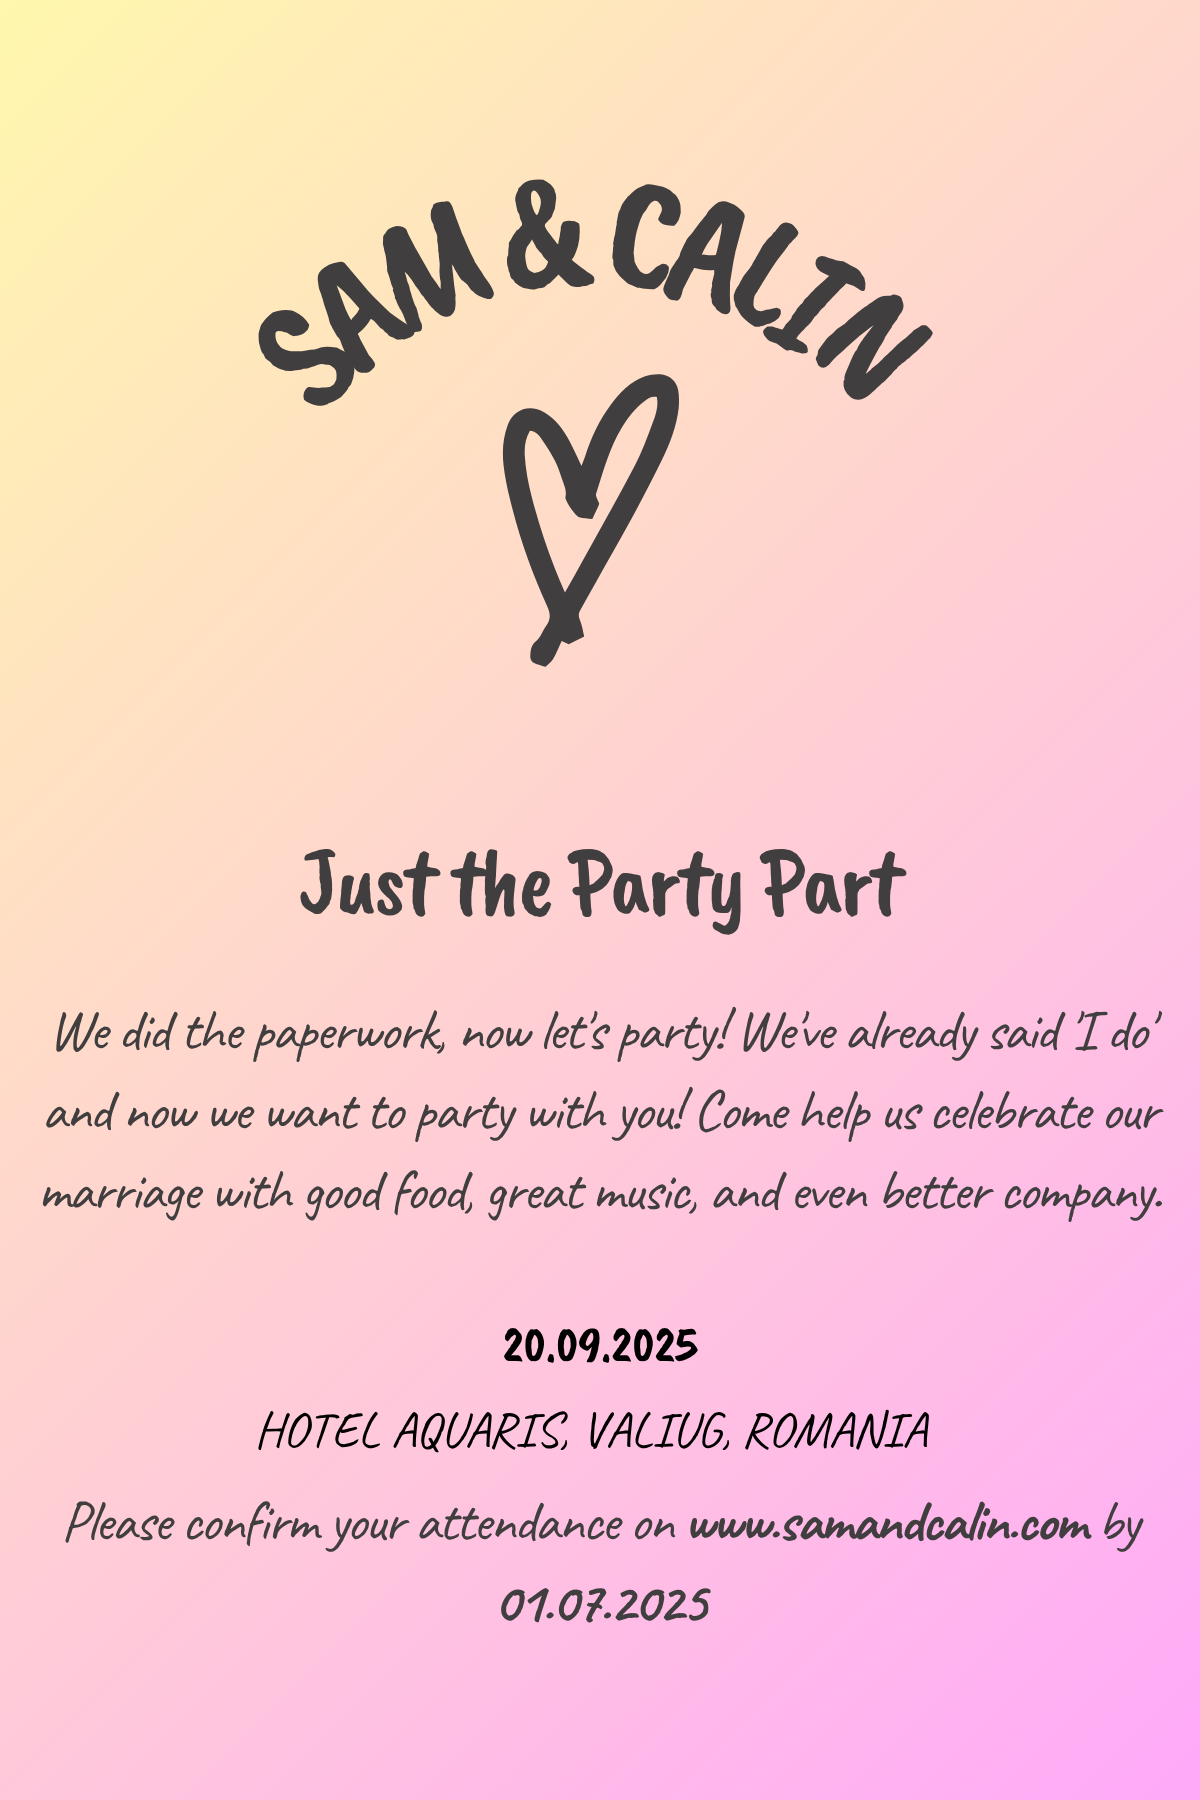 SAM & CALIN
Just the Party Part
We did the paperwork, now let's party! We've already said 'I do'
and now we want to party with you! Come help us celebrate our
marriage with good food, great music, and even better company.
20.09.2025
HOTEL AQUARIS, VALIUG, ROMANIA
Please confirm your attendance on www.samandcalin.com by
01.07.2025